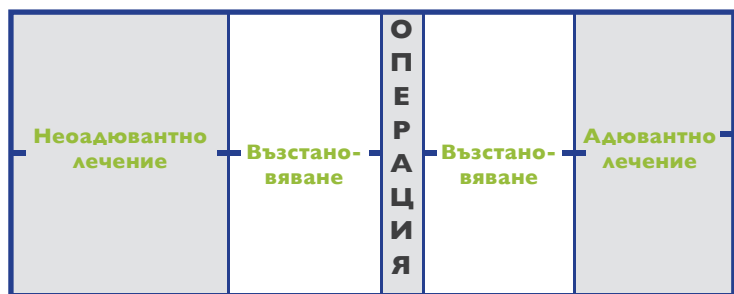 Неоадювантно
лечение
Възстано-
вяване
ОПЕРАЦИЯ
Възстано-
вяване
Адювантно
лечение